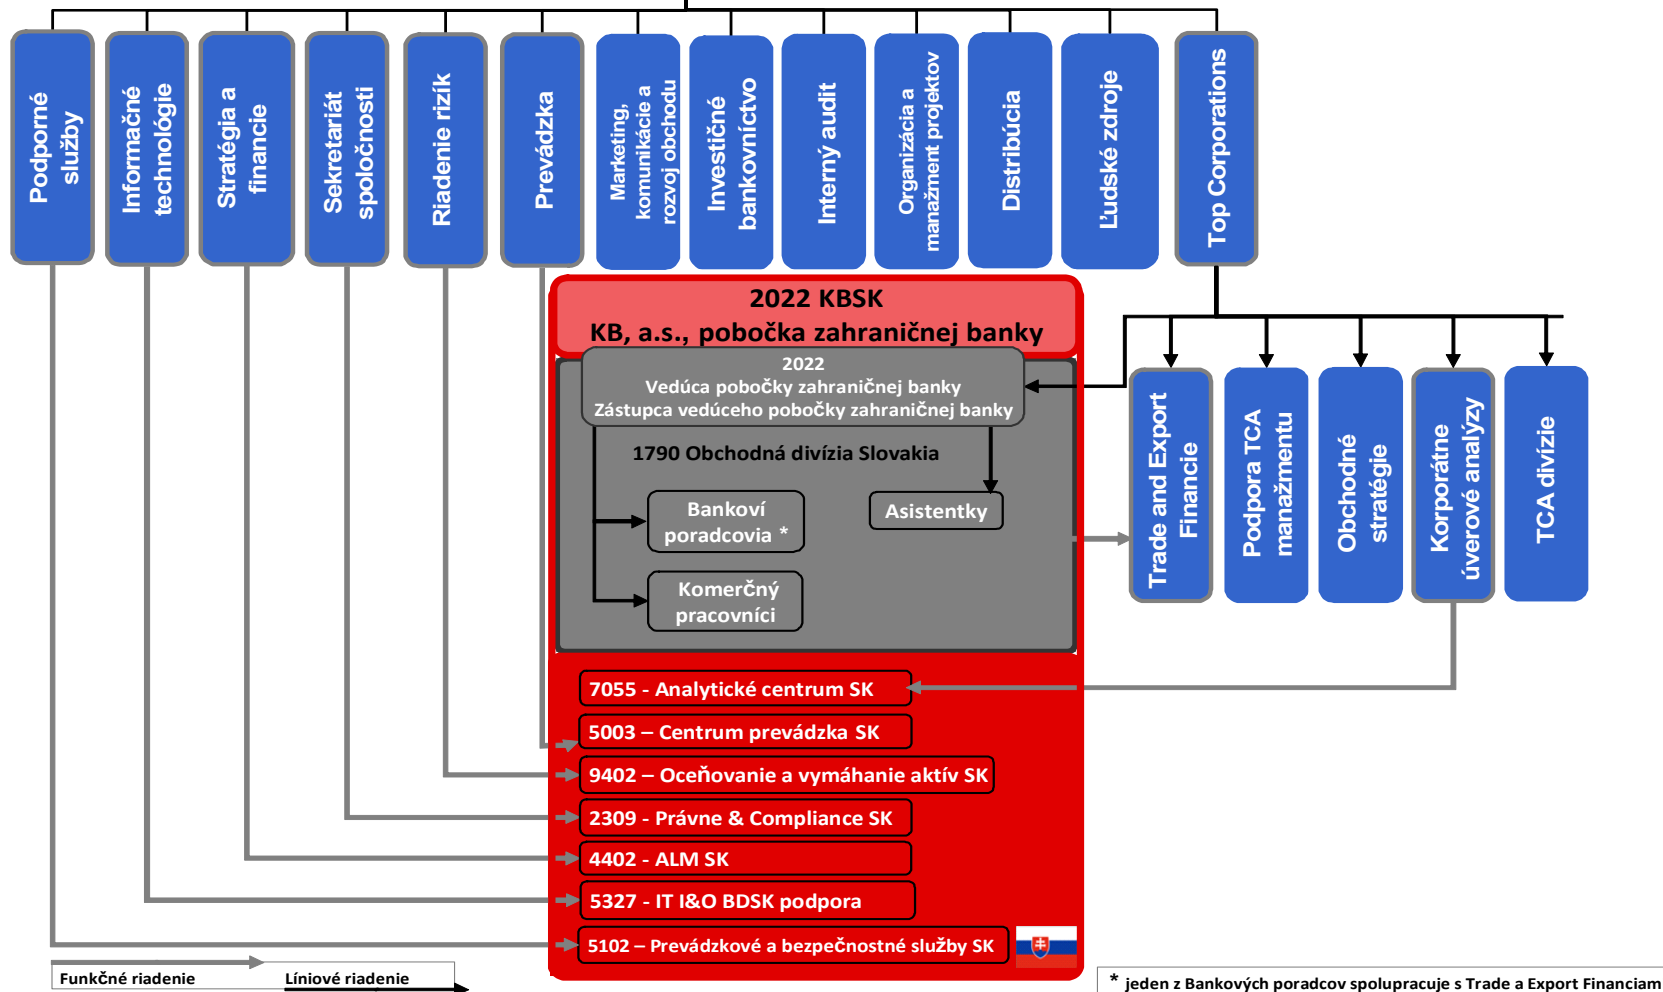 Podporné
služby
Informačné
technológie
Stratégia a
financie
Sekretariát
spoločnosti
Riadenie rizík
Prevádzka
Marketing,
komunikácie a
rozvoj obchodu
Investičné
bankovníctvo
Interný audit
Organizácia a
manažment projektov
Distribúcia
Ľudské zdroje
Top Corporations
2022 KBSK
KB, a.s., pobočka zahraničnej banky
2022
Vedúca pobočky zahraničnej banky
Zástupca vedúceho pobočky zahraničnej banky
1790 Obchodná divízia Slovakia
Bankoví
poradcovia *
Asistentky
Komerčný
pracovníci
Trade and Export
Financie
Podpora TCA
manažmentu
Obchodné
stratégie
Korporátne
úverové analýzy
TCA divízie
7055 - Analytické centrum SK
5003 – Centrum prevádzka SK
9402 – Oceňovanie a vymáhanie aktív SK
2309 - Právne & Compliance SK
4402 - ALM SK
5327 - IT I&O BDSK podpora
5102 – Prevádzkové a bezpečnostné služby SK
Funkčné riadenie
Líniové riadenie
* jeden z Bankových poradcov spolupracuje s Trade a Export Financiam